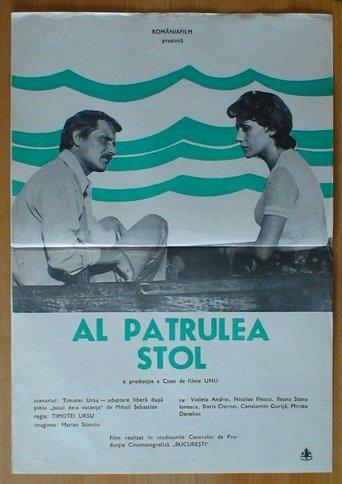 ROMÂNIAFILM
prezintă
AL PATRULEA
STOL
o producție a Casei de filme UNU
scenariul: Timotei Ursu — adaptare liberă după
piesa „Jocul de-a vacanța" de Mihail Sebastian
regia: TIMOTEI URSU
imaginea: Marian Stanciu
cu: Violeta Andrei, Nicolae Iliescu, Ileana Stana
Ionescu, Boris Ciornei, Constantin Guriță, Mircea
Daneliuc
Film realizat în studiourile Centrului de Pro-
ducție Cinematografică „BUCUREȘTI"